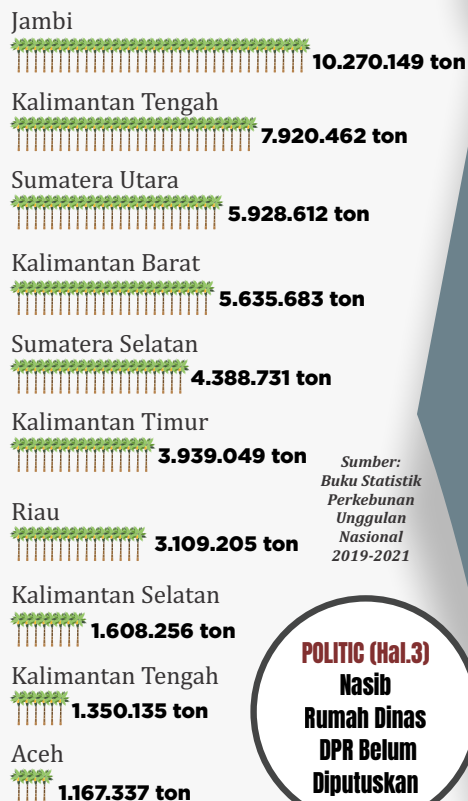 Jambi
10.270.149 ton
Kalimantan Tengah
7.920.462 ton
Sumatera Utara
5.928.612 ton
Kalimantan Barat
5.635.683 ton
Sumatera Selatan
4.388.731 ton
Kalimantan Timur
3.939.049 ton
Sumber:
Buku Statistik
Perkebunan
Unggulan
Nasional
2019-2021
Riau
3.109.205 ton
Kalimantan Selatan
1.608.256 ton
Kalimantan Tengah
1.350.135 ton
Aceh
1.167.337 ton
POLITIC (Hal.3)
Nasib
Rumah Dinas
DPR Belum
Diputuskan